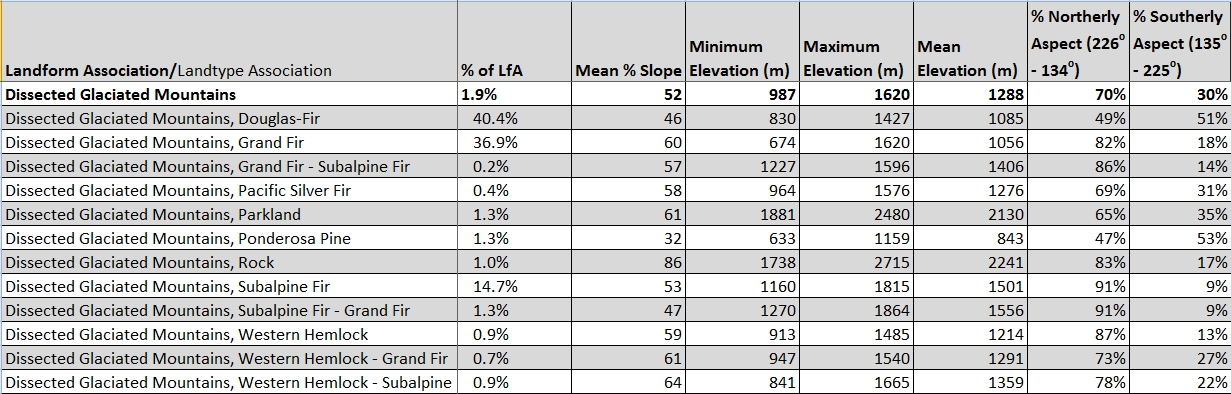 Landform Association/Landtype Association | % of LfA | Mean % Slope | Minimum Elevation (m) | Maximum Elevation (m) | Mean Elevation (m) | % Northerly Aspect (226° - 134°) | % Southerly Aspect (135° - 225°)
Dissected Glaciated Mountains | 1.9% | 52 | 987 | 1620 | 1288 | 70% | 30%
Dissected Glaciated Mountains, Douglas-Fir | 40.4% | 46 | 830 | 1427 | 1085 | 49% | 51%
Dissected Glaciated Mountains, Grand Fir | 36.9% | 60 | 674 | 1620 | 1056 | 82% | 18%
Dissected Glaciated Mountains, Grand Fir - Subalpine Fir | 0.2% | 57 | 1227 | 1596 | 1406 | 86% | 14%
Dissected Glaciated Mountains, Pacific Silver Fir | 0.4% | 58 | 964 | 1576 | 1276 | 69% | 31%
Dissected Glaciated Mountains, Parkland | 1.3% | 61 | 1881 | 2480 | 2130 | 65% | 35%
Dissected Glaciated Mountains, Ponderosa Pine | 1.3% | 32 | 633 | 1159 | 843 | 47% | 53%
Dissected Glaciated Mountains, Rock | 1.0% | 86 | 1738 | 2715 | 2241 | 83% | 17%
Dissected Glaciated Mountains, Subalpine Fir | 14.7% | 53 | 1160 | 1815 | 1501 | 91% | 9%
Dissected Glaciated Mountains, Subalpine Fir - Grand Fir | 1.3% | 47 | 1270 | 1864 | 1556 | 91% | 9%
Dissected Glaciated Mountains, Western Hemlock | 0.9% | 59 | 913 | 1485 | 1214 | 87% | 13%
Dissected Glaciated Mountains, Western Hemlock - Grand Fir | 0.7% | 61 | 947 | 1540 | 1291 | 73% | 27%
Dissected Glaciated Mountains, Western Hemlock - Subalpine | 0.9% | 64 | 841 | 1665 | 1359 | 78% | 22%